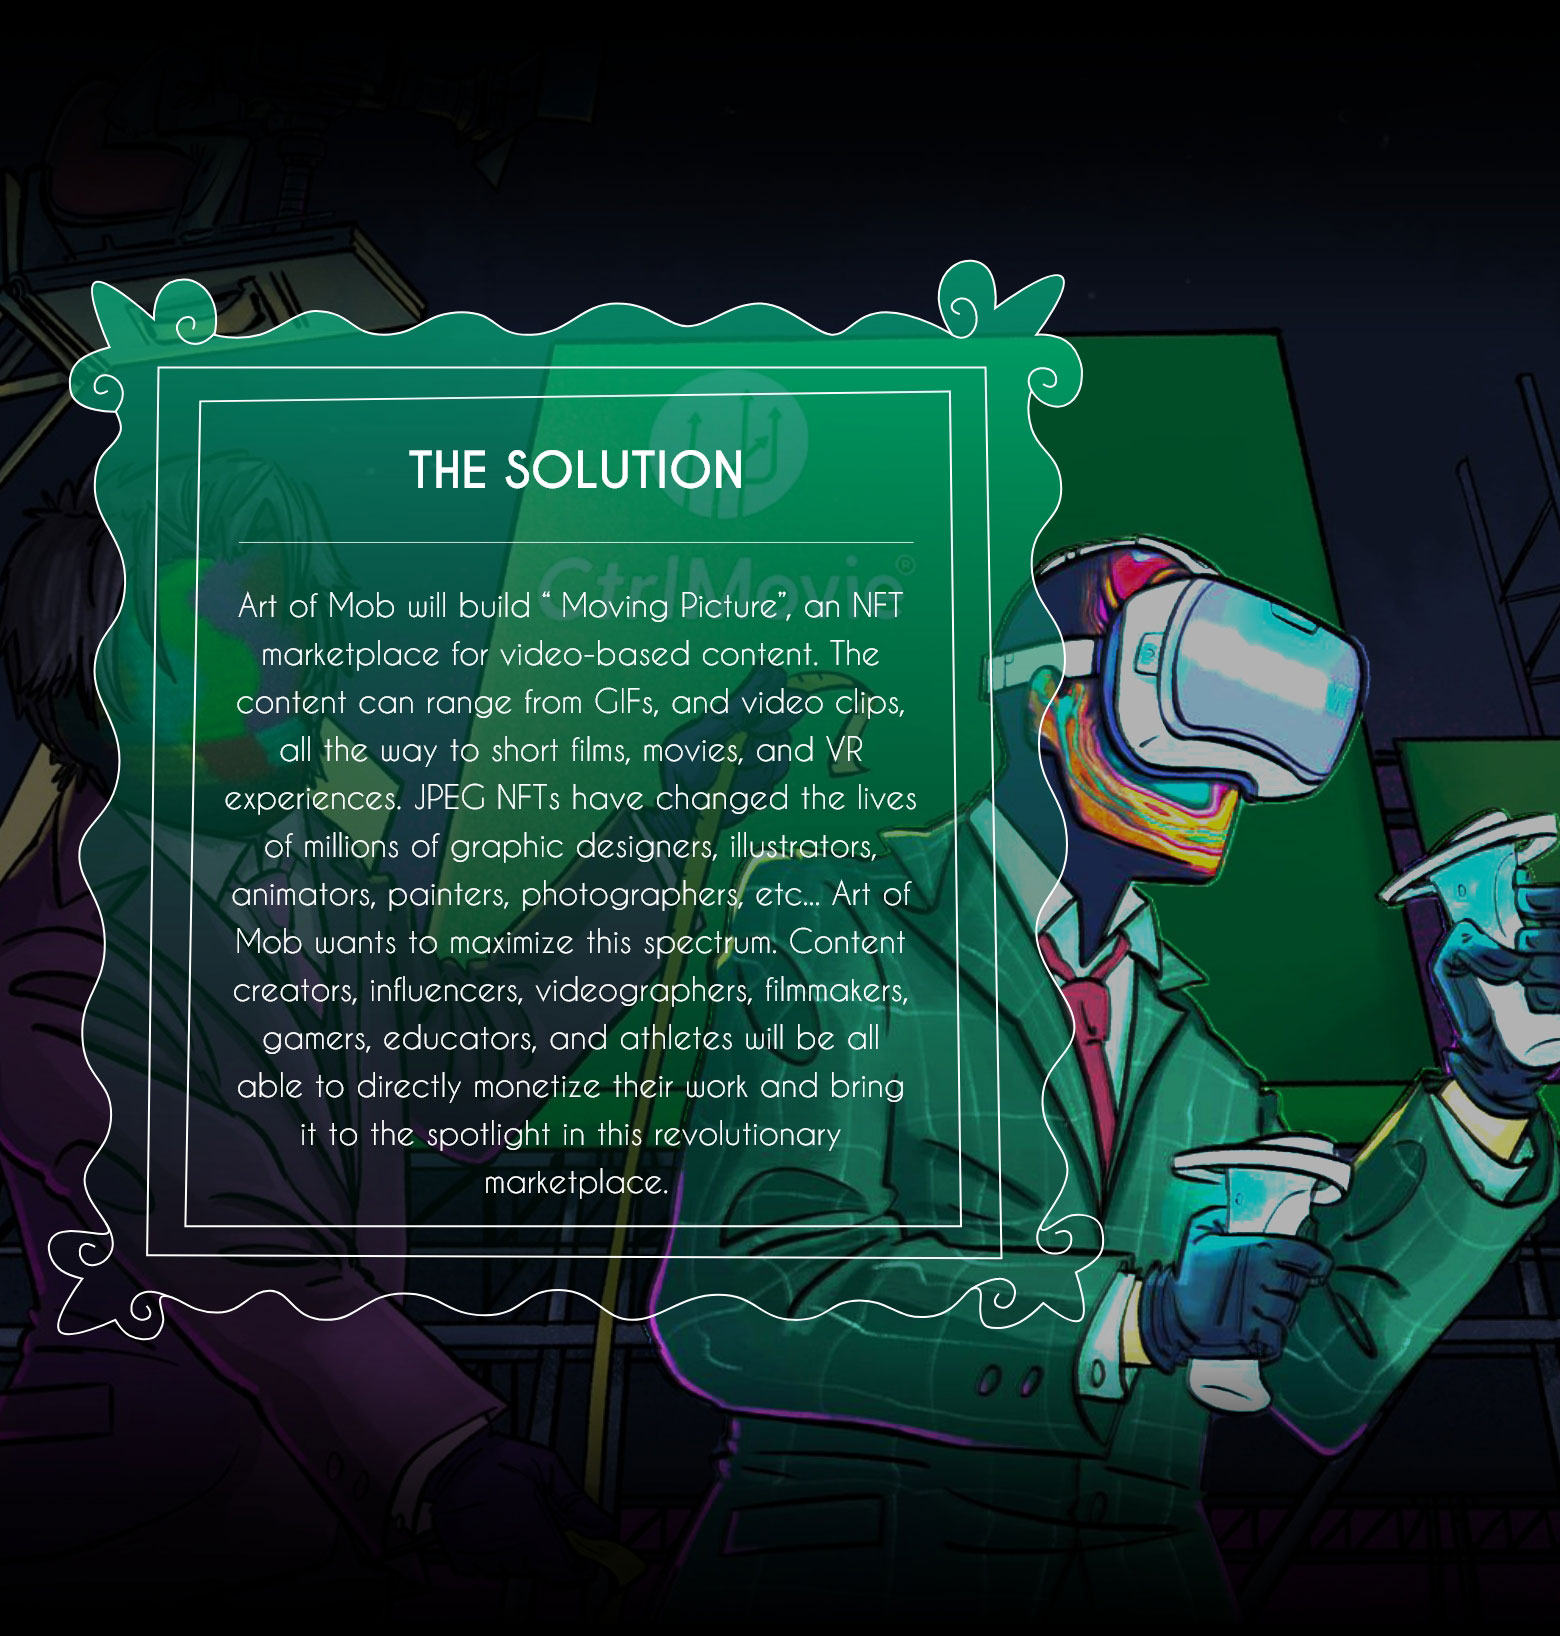 THE SOLUTION
CtrlMovie®
Art of Mob will build “ Moving Picture”, an NFT
marketplace for video-based content. The
content can range from GIFs, and video clips,
all the way to short films, movies, and VR
experiences. JPEG NFTs have changed the lives
of millions of graphic designers, illustrators,
animators, painters, photographers, etc... Art of
Mob wants to maximize this spectrum. Content
creators, influencers, videographers, filmmakers,
gamers, educators, and athletes will be all
able to directly monetize their work and bring
it to the spotlight in this revolutionary
marketplace.